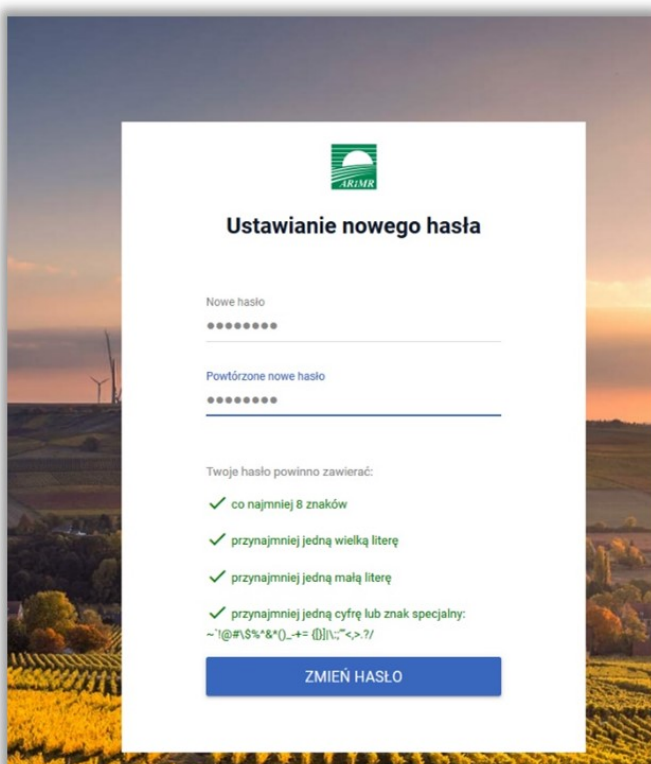 ARiMR
Ustawianie nowego hasła
Nowe hasło
••••••••
Powtórzone nowe hasło
••••••••
Twoje hasło powinno zawierać:
✓ co najmniej 8 znaków
✓ przynajmniej jedną wielką literę
✓ przynajmniej jedną małą literę
✓ przynajmniej jedną cyfrę lub znak specjalny:
~`!@#\$%^&*()_-+= {[}]|\:;"'<,>.?/
ZMIEŃ HASŁO